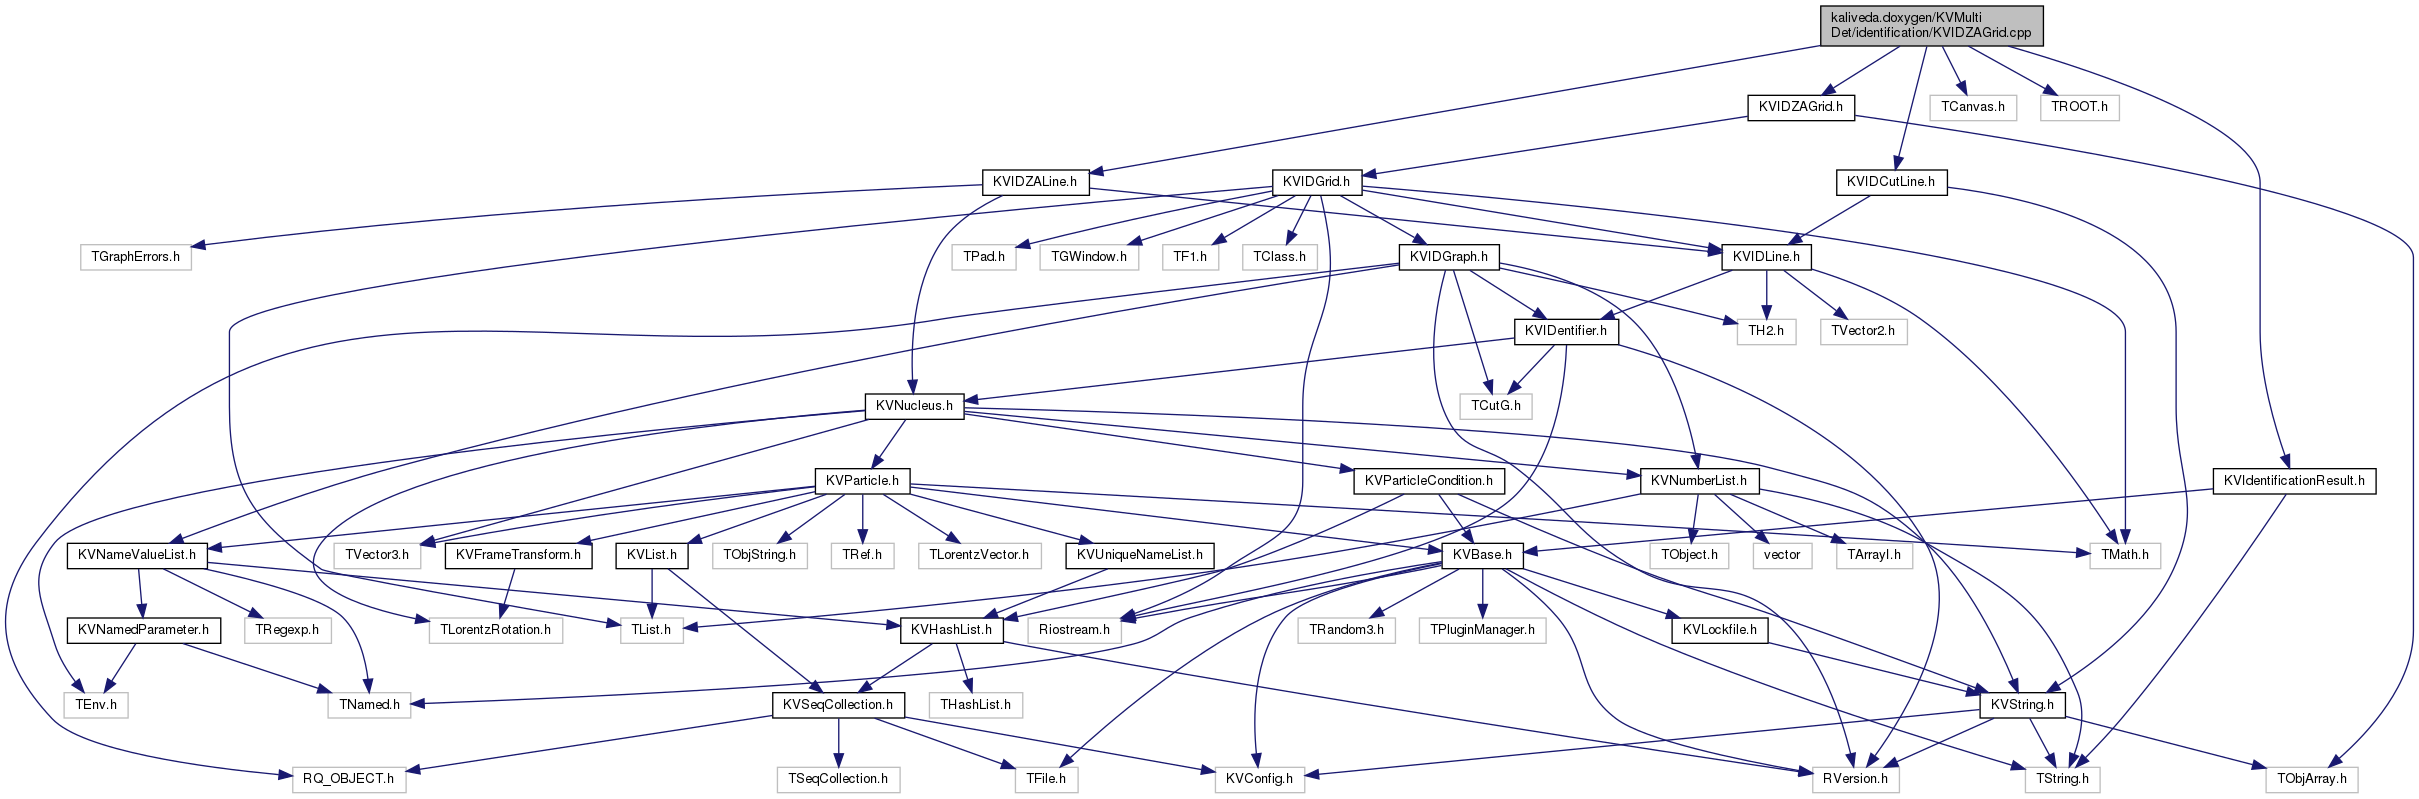 kaliveda.doxygen/KVMulti
Det/identification/KVIDZAGrid.cpp
KVIDZAGrid.h
TCanvas.h
TROOT.h
KVIDZALine.h
KVIDGrid.h
KVIDCutLine.h
TGraphErrors.h
TPad.h
TGWindow.h
TF1.h
TClass.h
KVIDGraph.h
KVIDLine.h
KVIDentifier.h
TH2.h
TVector2.h
KVNucleus.h
TCutG.h
KVParticle.h
KVParticleCondition.h
KVNumberList.h
KVIdentificationResult.h
KVNameValueList.h
TVector3.h
KVFrameTransform.h
KVList.h
TObjString.h
TRef.h
TLorentzVector.h
KVUniqueNameList.h
KVBase.h
TObject.h
vector
TArrayI.h
TMath.h
KVNamedParameter.h
TRegexp.h
TLorentzRotation.h
TList.h
KVHashList.h
Riostream.h
TRandom3.h
TPluginManager.h
KVLockfile.h
TEnv.h
TNamed.h
KVSeqCollection.h
THashList.h
KVString.h
RQ_OBJECT.h
TSeqCollection.h
TFile.h
KVConfig.h
RVersion.h
TString.h
TObjArray.h